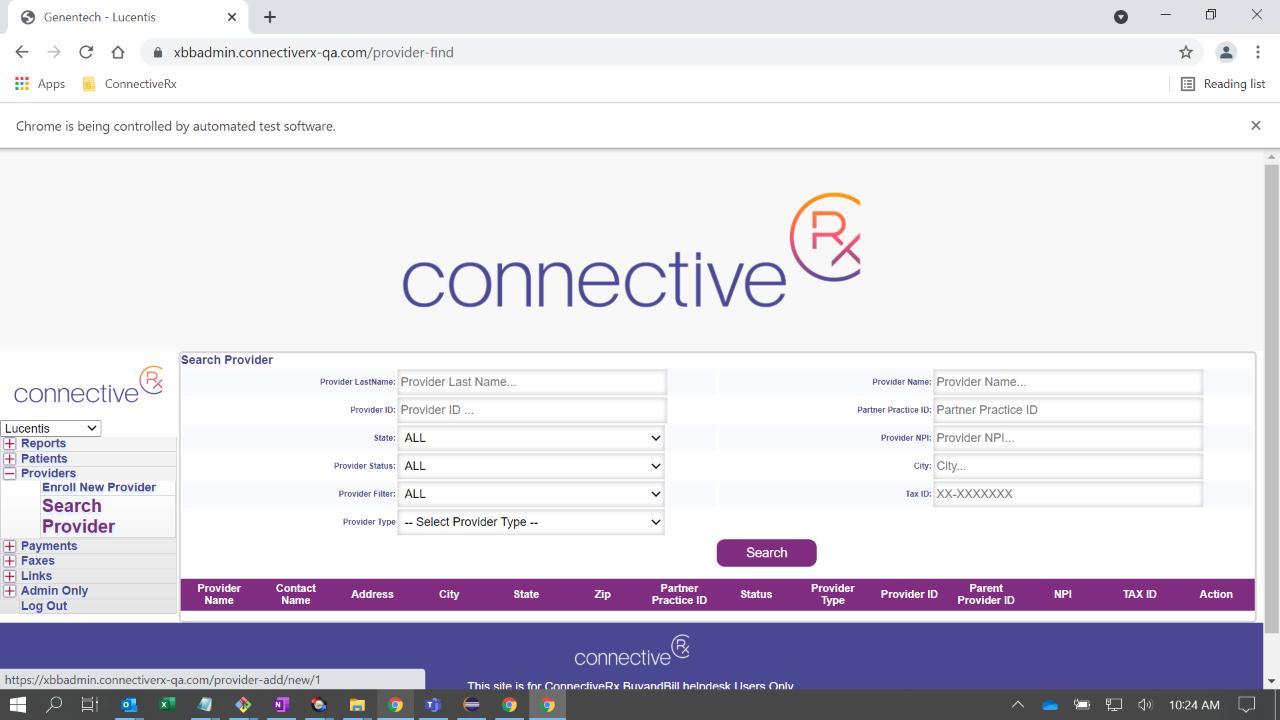 Genentech - Lucentis
xbbadmin.connectiverx-qa.com/provider-find
Apps
ConnectiveRx
Reading list
Chrome is being controlled by automated test software.
connective Rx
connective Rx
Lucentis
Reports
Patients
Providers
Enroll New Provider
Search
Provider
Payments
Faxes
Links
Admin Only
Log Out
Search Provider
Provider LastName: Provider Last Name... Provider Name: Provider Name...
Provider ID: Provider ID ... Partner Practice ID: Partner Practice ID
State: ALL Provider NPI: Provider NPI...
Provider Status: ALL City: City...
Provider Filter: ALL Tax ID: XX-XXXXXXX
Provider Type -- Select Provider Type --
Search
Provider Name Contact Name Address City State Zip Partner Practice ID Status Provider Type Provider ID Parent Provider ID NPI TAX ID Action
connective Rx
This site is for ConnectiveRx BuyandBill helpdesk Users Only
https://xbbadmin.connectiverx-qa.com/provider-add/new/1
10:24 AM